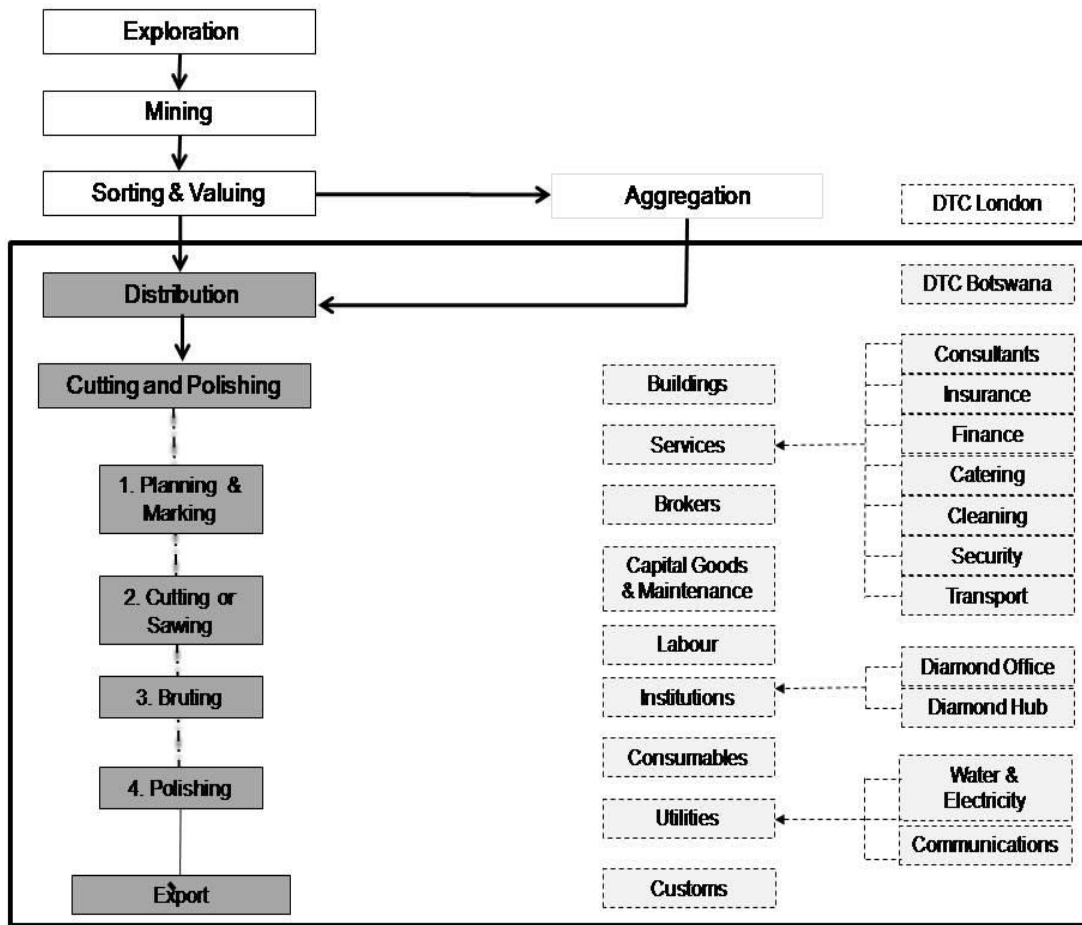 Exploration
Mining
Sorting & Valuing
Aggregation
DTC London
Distribution
DTC Botswana
Cutting and Polishing
1. Planning &
Marking
2. Cutting or
Sawing
3. Bruting
4. Polishing
Export
Buildings
Services
Brokers
Capital Goods
& Maintenance
Labour
Institutions
Consumables
Utilities
Customs
Consultants
Insurance
Finance
Catering
Cleaning
Security
Transport
Diamond Office
Diamond Hub
Water &
Electricity
Communications